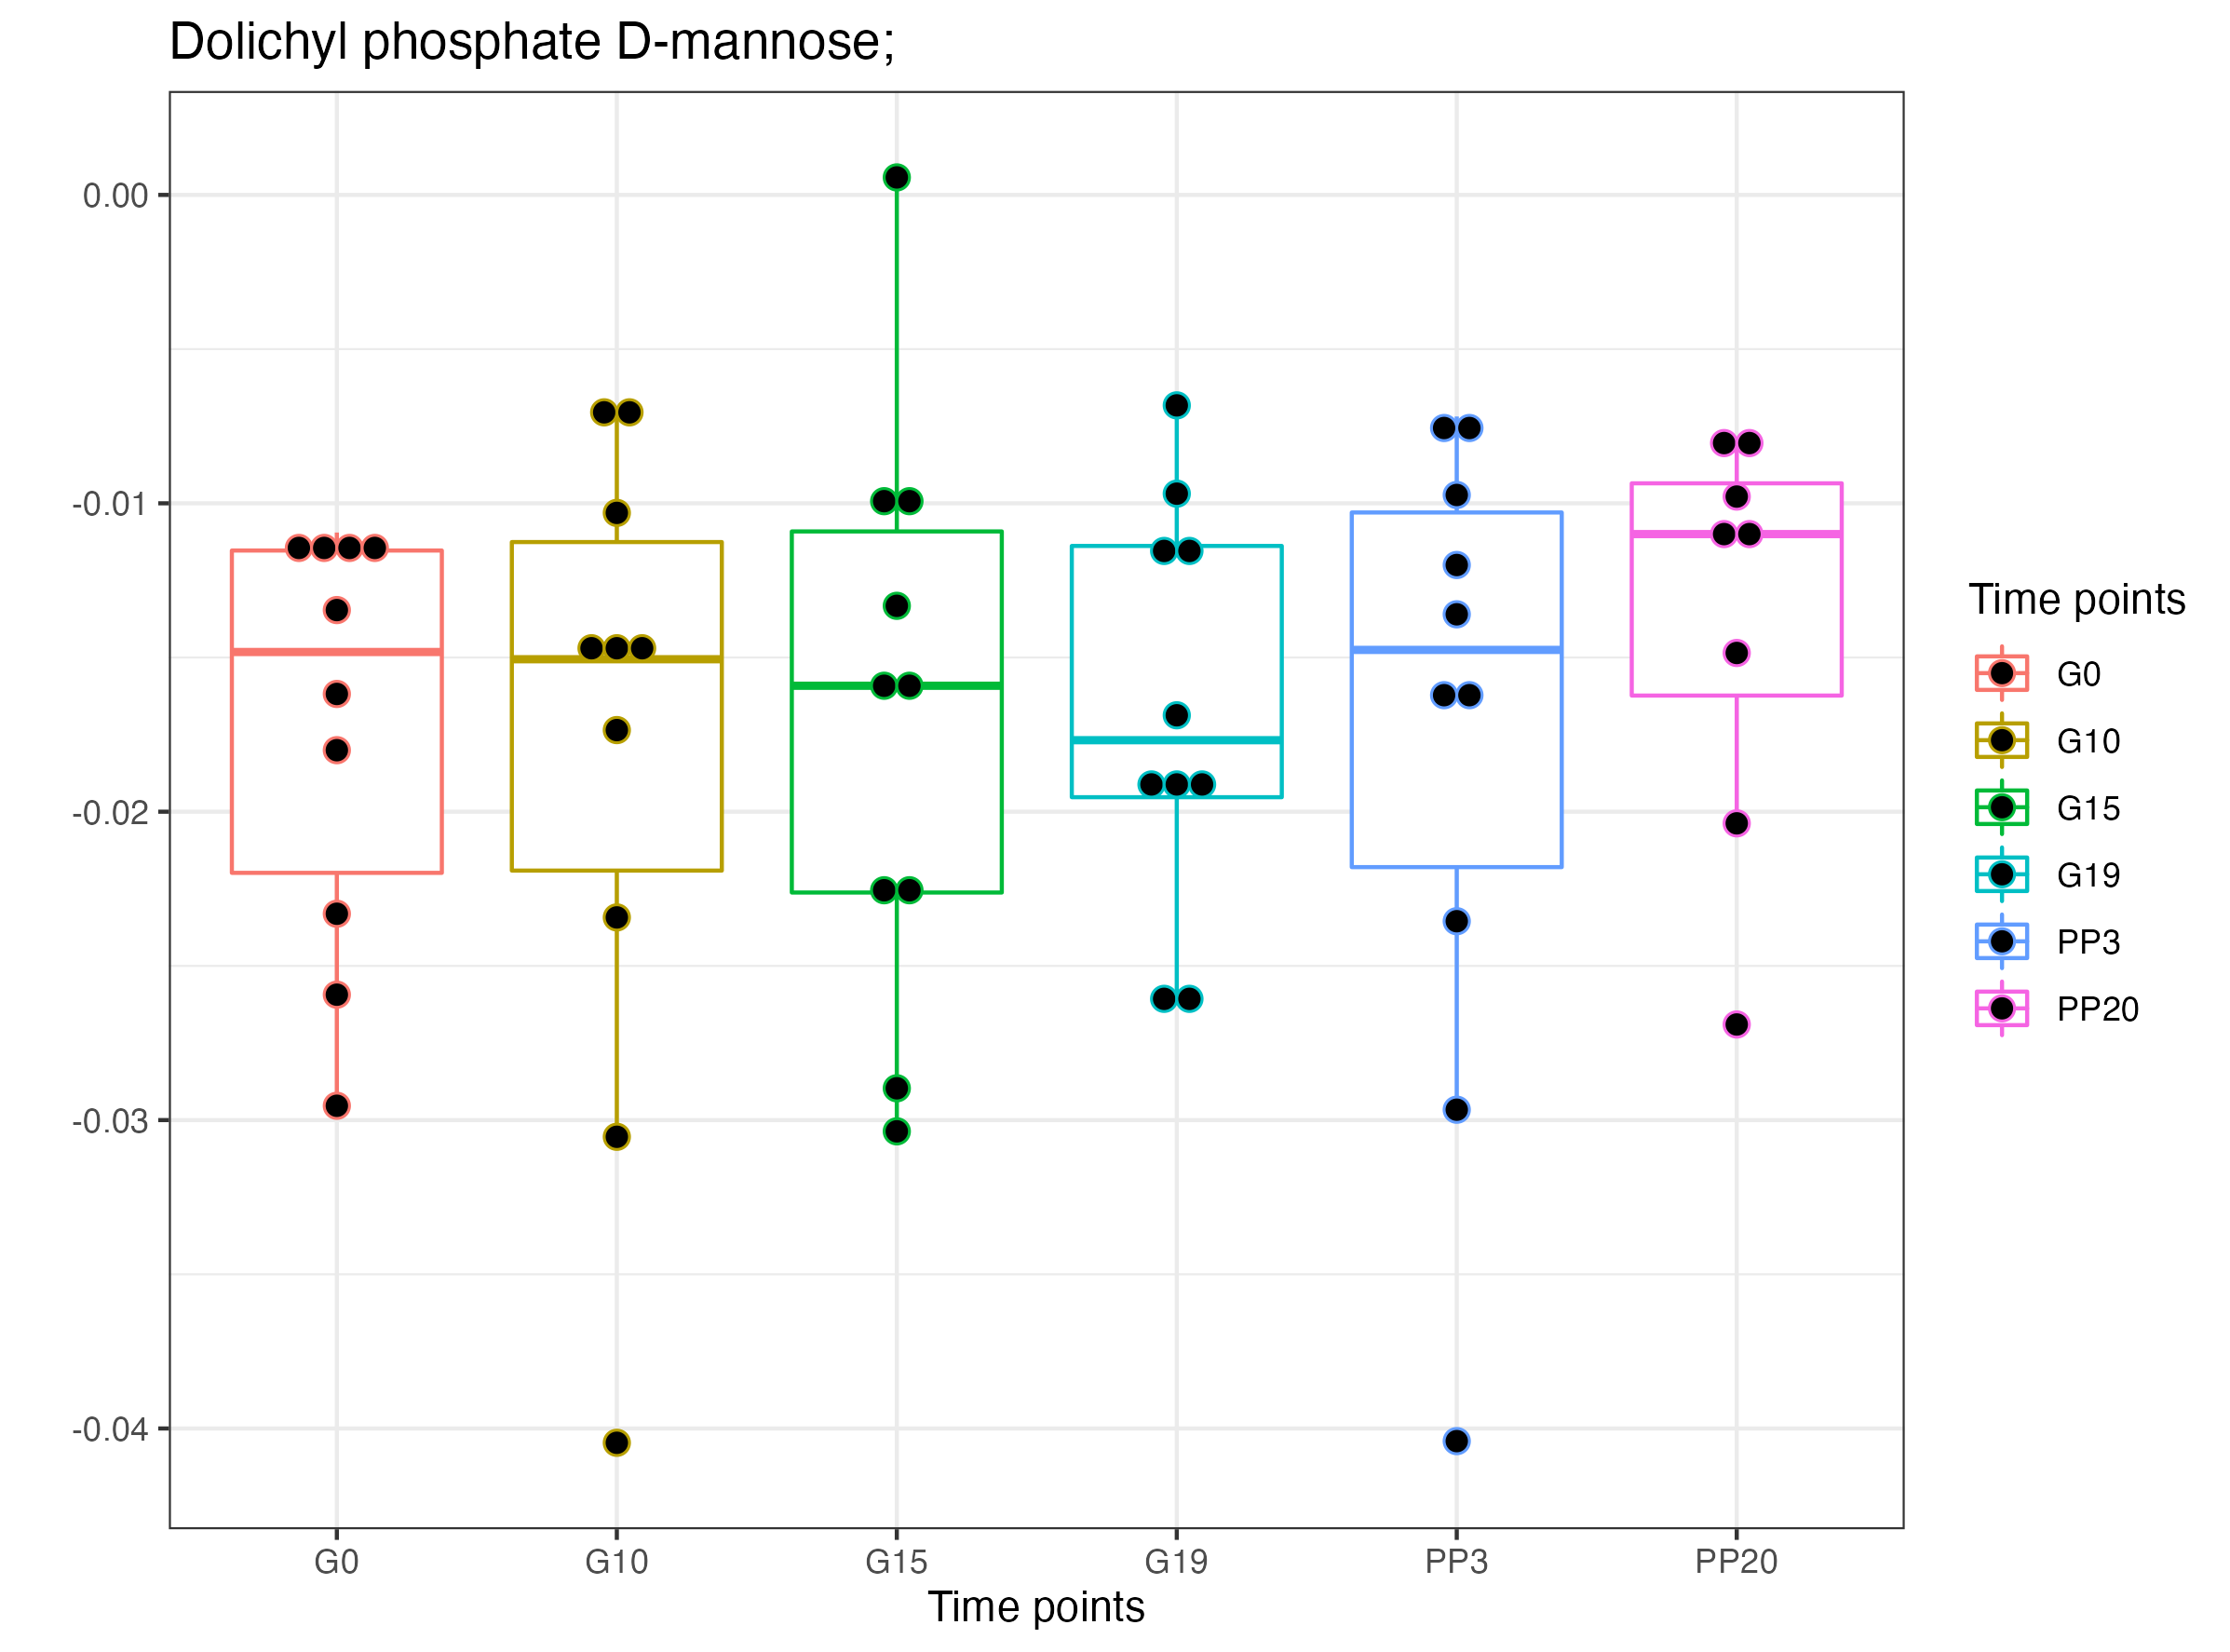 Dolichyl phosphate D-mannose;
0.00
-0.01
-0.02
-0.03
-0.04
G0 G10 G15 G19 PP3 PP20
Time points
Time points
G0
G10
G15
G19
PP3
PP20